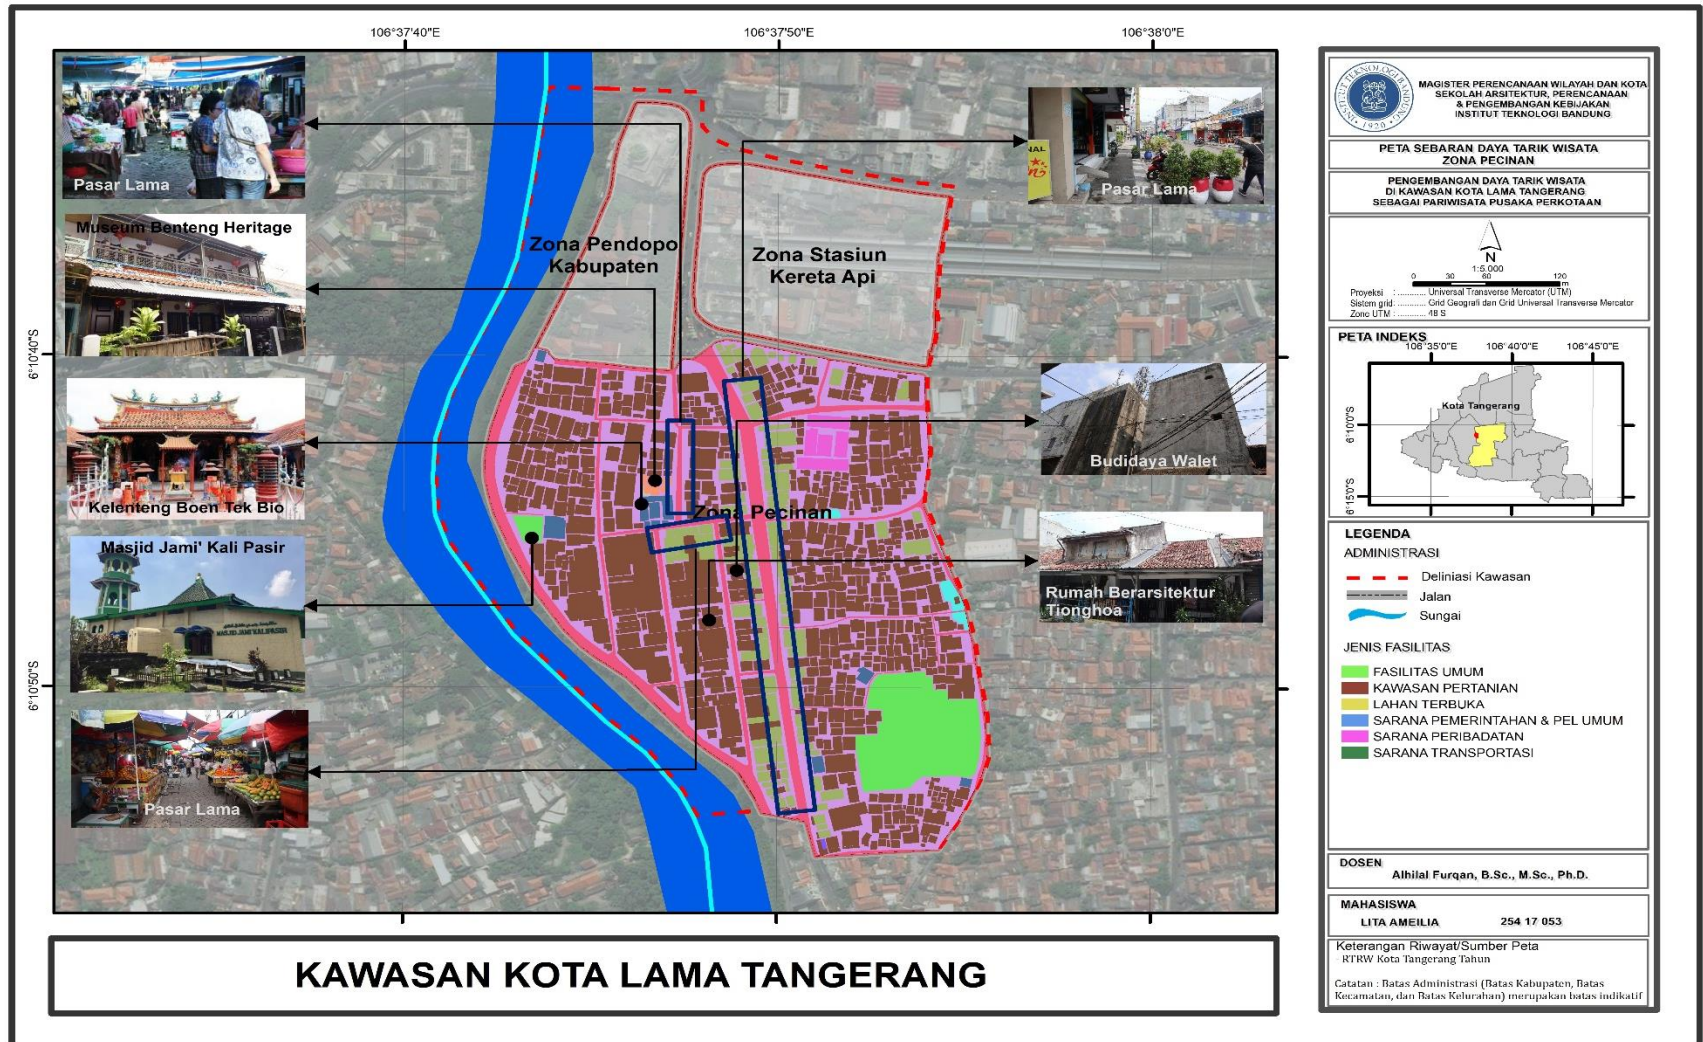 106°37'40"E
106°37'50"E
106°38'0"E
6°10'40"S
6°10'50"S
Pasar Lama
Museum Benteng Heritage
Kelenteng Boen Tek Bio
Masjid Jami' Kali Pasir
MASJID JAMI' KALIPASIR
Pasar Lama
Zona Pendopo
Kabupaten
Zona Stasiun
Kereta Api
Zona Pecinan
NAL
Pasar Lama
Budidaya Walet
Rumah Berarsitektur
Tionghoa
KAWASAN KOTA LAMA TANGERANG
INSTITUT TEKNOLOGI BANDUNG
1920
MAGISTER PERENCANAAN WILAYAH DAN KOTA
SEKOLAH ARSITEKTUR, PERENCANAAN
& PENGEMBANGAN KEBIJAKAN
INSTITUT TEKNOLOGI BANDUNG
PETA SEBARAN DAYA TARIK WISATA
ZONA PECINAN
PENGEMBANGAN DAYA TARIK WISATA
DI KAWASAN KOTA LAMA TANGERANG
SEBAGAI PARIWISATA PUSAKA PERKOTAAN
N
1:5.000
0 30 60 120
m
Proyeksi : ............ Universal Transverse Mercator (UTM)
Sistem grid: ............ Grid Geografi dan Grid Universal Transverse Mercator
Zono UTM : ............ 48 S
PETA INDEKS
106°35'0"E 106°40'0"E 106°45'0"E
Kota Tangerang
6°10'0"S
6°15'0"S
LEGENDA
ADMINISTRASI
Deliniasi Kawasan
Jalan
Sungai
JENIS FASILITAS
FASILITAS UMUM
KAWASAN PERTANIAN
LAHAN TERBUKA
SARANA PEMERINTAHAN & PEL UMUM
SARANA PERIBADATAN
SARANA TRANSPORTASI
DOSEN
Alhilal Furqan, B.Sc., M.Sc., Ph.D.
MAHASISWA
LITA AMEILIA 254 17 053
Keterangan Riwayat/Sumber Peta
- RTRW Kota Tangerang Tahun
Catatan : Batas Administrasi (Batas Kabupaten, Batas
Kecamatan, dan Batas Kelurahan) merupakan batas indikatif